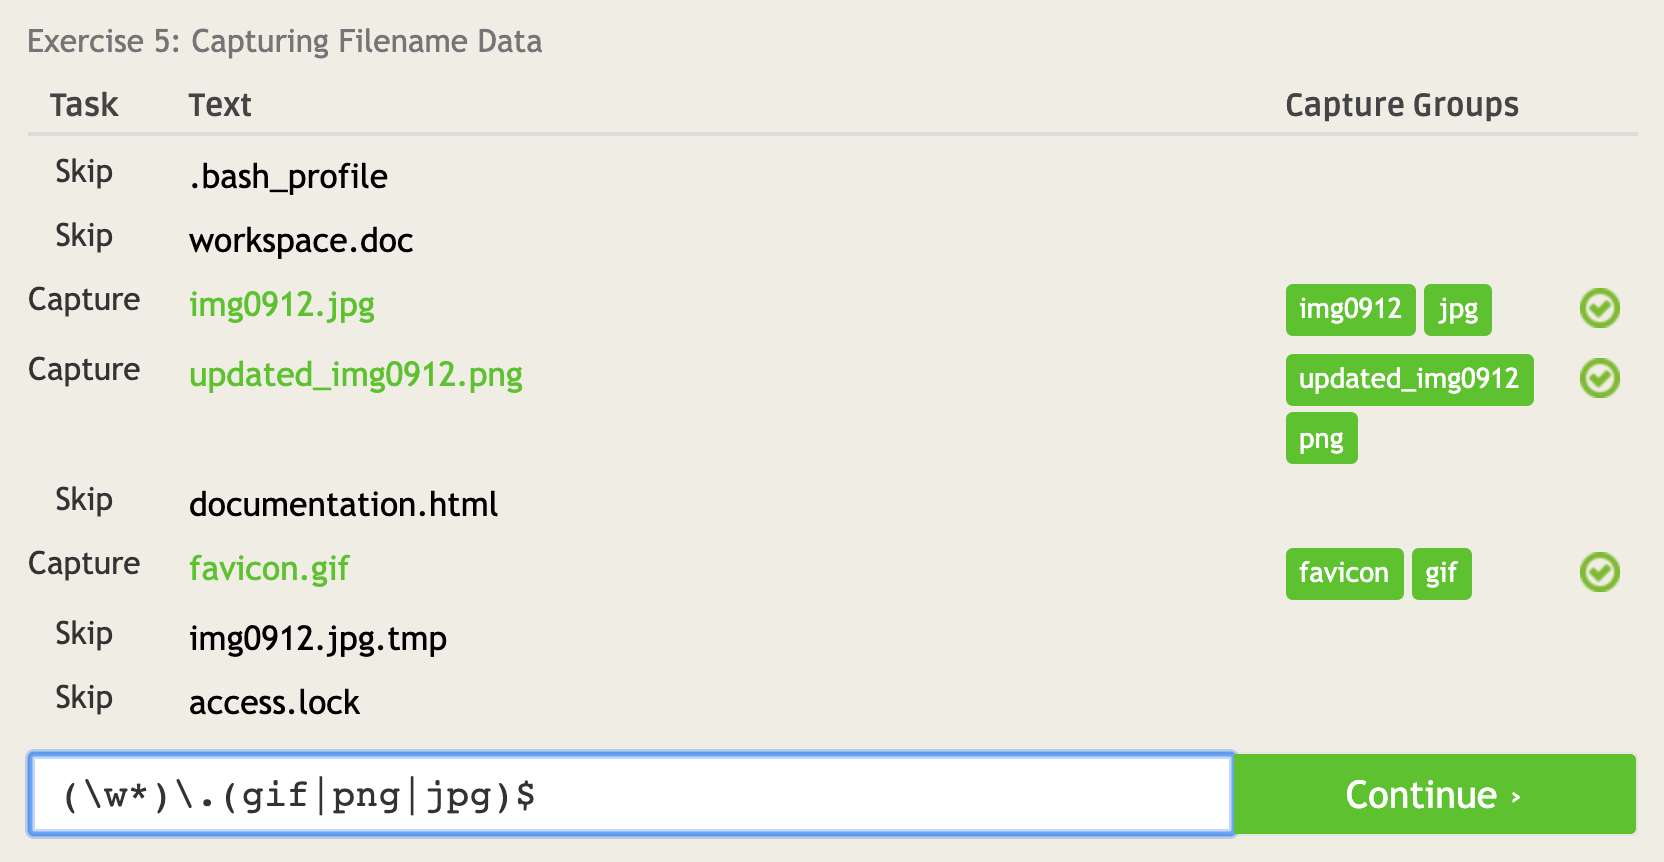 Exercise 5: Capturing Filename Data
Task Text Capture Groups
Skip .bash_profile
Skip workspace.doc
Capture img0912.jpg img0912 jpg
Capture updated_img0912.png updated_img0912
png
Skip documentation.html
Capture favicon.gif favicon gif
Skip img0912.jpg.tmp
Skip access.lock
(\w*)\.(gif|png|jpg)$ Continue ›